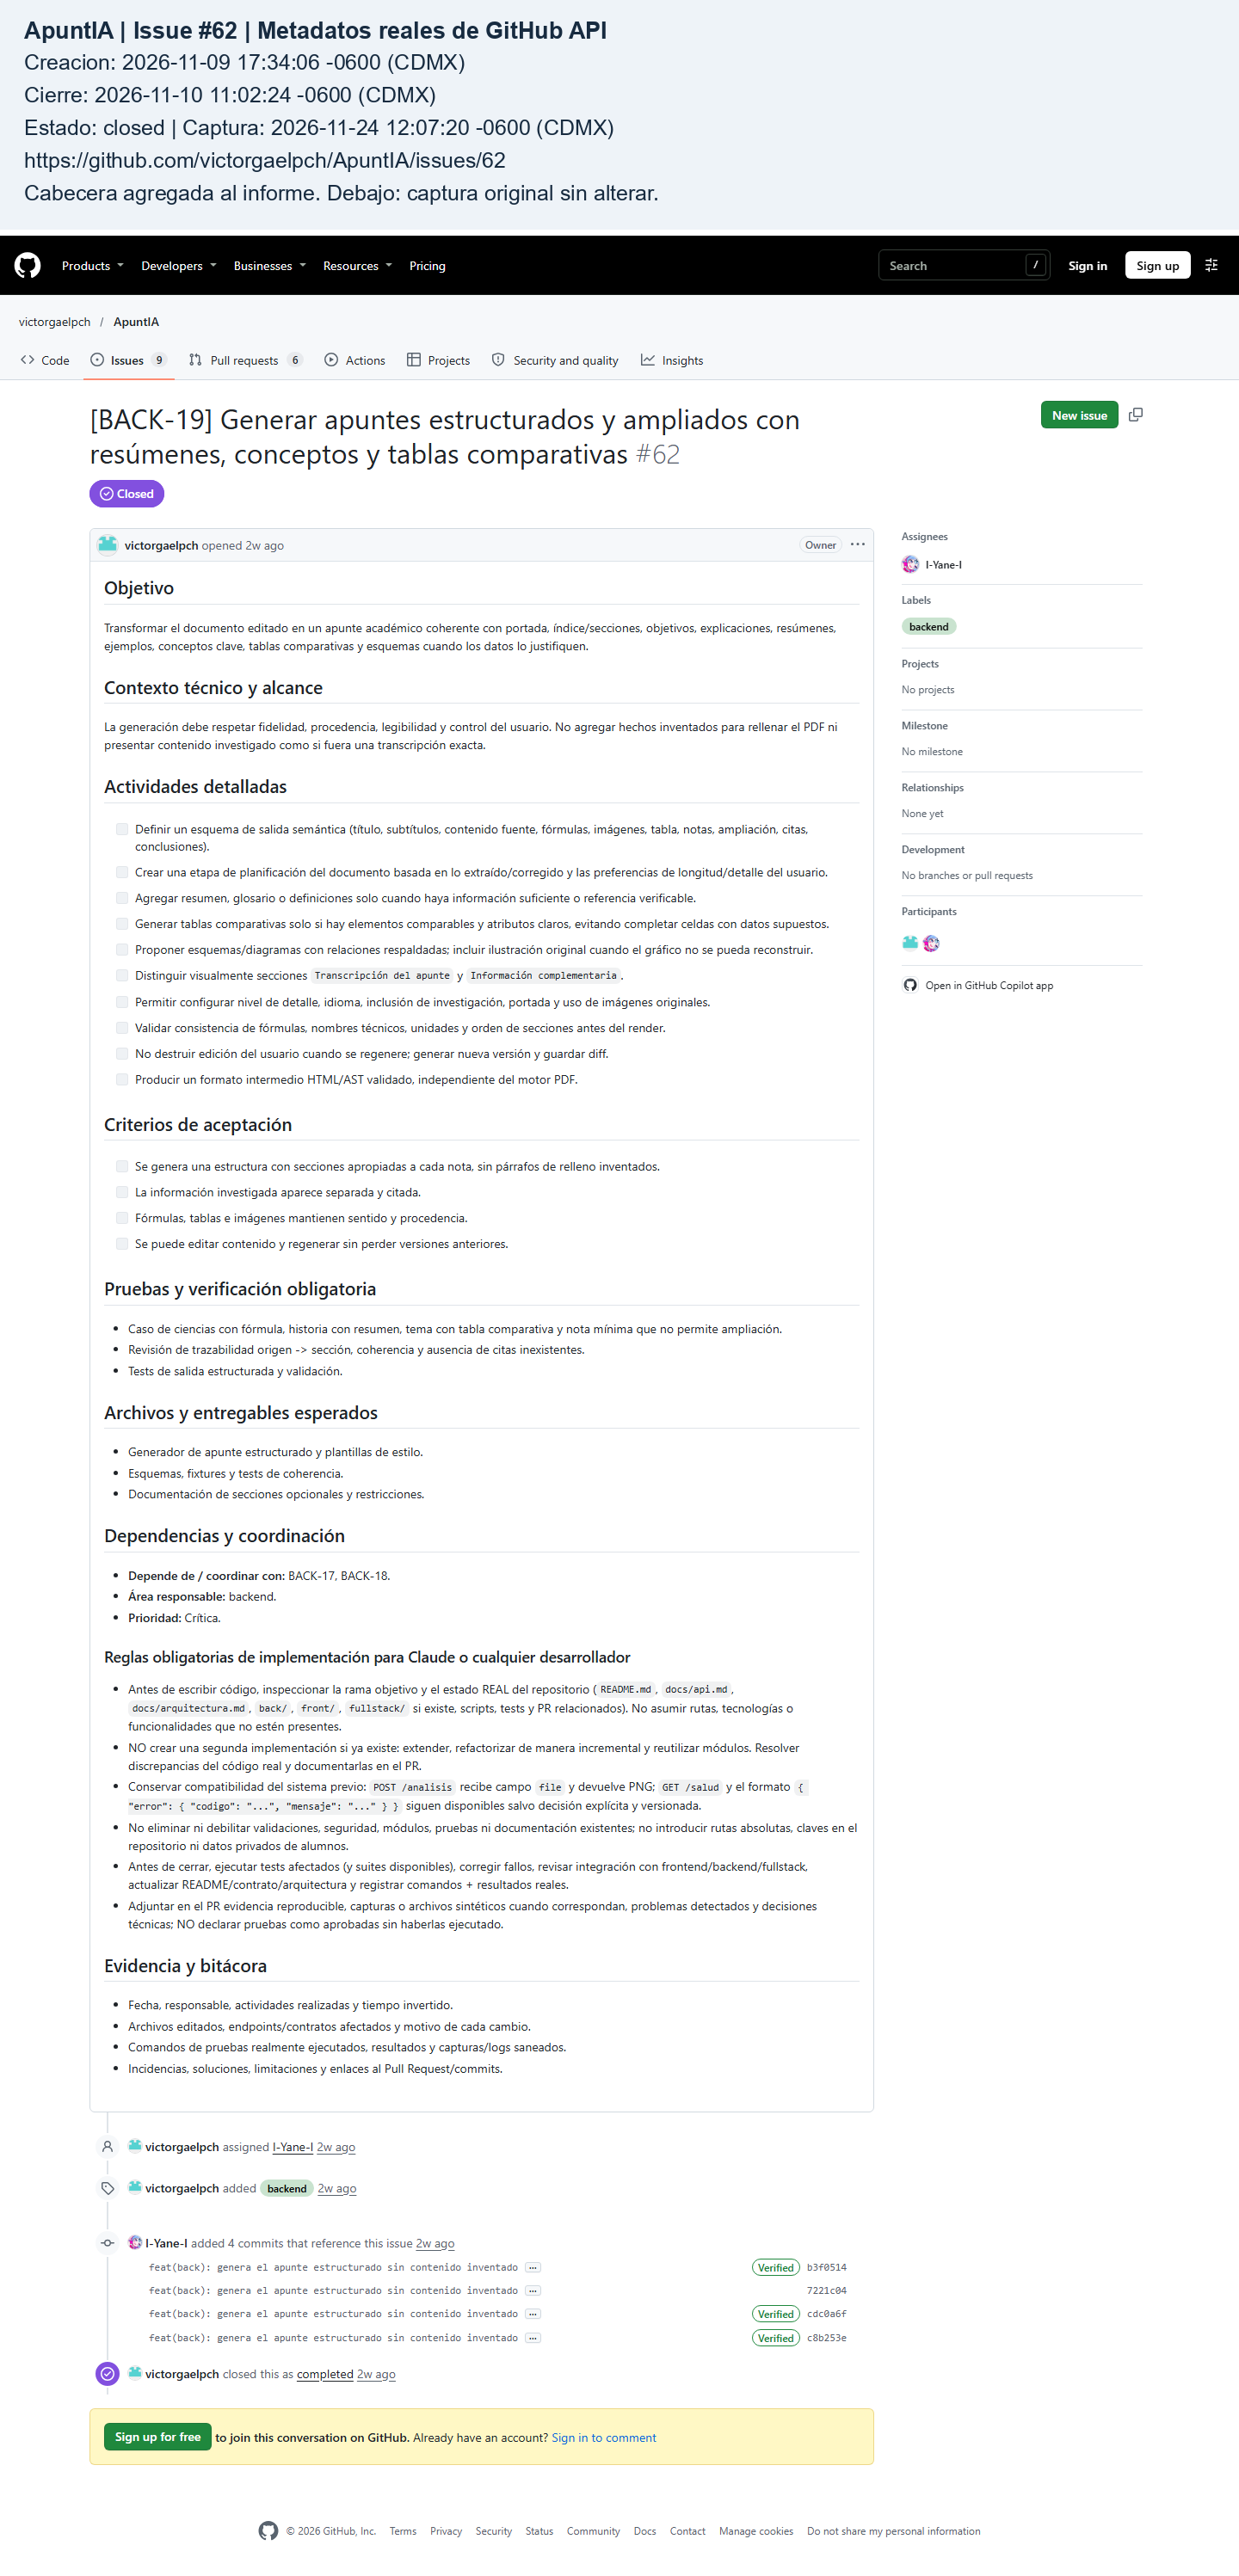 ApuntIA | Issue #62 | Metadatos reales de GitHub API
Creacion: 2026-11-09 17:34:06 -0600 (CDMX)
Cierre: 2026-11-10 11:02:24 -0600 (CDMX)
Estado: closed | Captura: 2026-11-24 12:07:20 -0600 (CDMX)
https://github.com/victorgaelpch/ApuntIA/issues/62
Cabecera agregada al informe. Debajo: captura original sin alterar.
Products Developers Businesses Resources Pricing Search / Sign in Sign up
victorgaelpch / ApuntIA
Code Issues 9 Pull requests 6 Actions Projects Security and quality Insights
[BACK-19] Generar apuntes estructurados y ampliados con
resúmenes, conceptos y tablas comparativas #62
New issue
Closed
victorgaelpch opened 2w ago Owner ···
Objetivo
Transformar el documento editado en un apunte académico coherente con portada, índice/secciones, objetivos, explicaciones, resúmenes,
ejemplos, conceptos clave, tablas comparativas y esquemas cuando los datos lo justifiquen.
Contexto técnico y alcance
La generación debe respetar fidelidad, procedencia, legibilidad y control del usuario. No agregar hechos inventados para rellenar el PDF ni
presentar contenido investigado como si fuera una transcripción exacta.
Actividades detalladas
Definir un esquema de salida semántica (título, subtítulos, contenido fuente, fórmulas, imágenes, tabla, notas, ampliación, citas,
conclusiones).
Crear una etapa de planificación del documento basada en lo extraído/corregido y las preferencias de longitud/detalle del usuario.
Agregar resumen, glosario o definiciones solo cuando haya información suficiente o referencia verificable.
Generar tablas comparativas solo si hay elementos comparables y atributos claros, evitando completar celdas con datos supuestos.
Proponer esquemas/diagramas con relaciones respaldadas; incluir ilustración original cuando el gráfico no se pueda reconstruir.
Distinguir visualmente secciones Transcripción del apunte y Información complementaria.
Permitir configurar nivel de detalle, idioma, inclusión de investigación, portada y uso de imágenes originales.
Validar consistencia de fórmulas, nombres técnicos, unidades y orden de secciones antes del render.
No destruir edición del usuario cuando se regenere; generar nueva versión y guardar diff.
Producir un formato intermedio HTML/AST validado, independiente del motor PDF.
Criterios de aceptación
Se genera una estructura con secciones apropiadas a cada nota, sin párrafos de relleno inventados.
La información investigada aparece separada y citada.
Fórmulas, tablas e imágenes mantienen sentido y procedencia.
Se puede editar contenido y regenerar sin perder versiones anteriores.
Pruebas y verificación obligatoria
• Caso de ciencias con fórmula, historia con resumen, tema con tabla comparativa y nota mínima que no permite ampliación.
• Revisión de trazabilidad origen -> sección, coherencia y ausencia de citas inexistentes.
• Tests de salida estructurada y validación.
Archivos y entregables esperados
• Generador de apunte estructurado y plantillas de estilo.
• Esquemas, fixtures y tests de coherencia.
• Documentación de secciones opcionales y restricciones.
Dependencias y coordinación
• Depende de / coordinar con: BACK-17, BACK-18.
• Área responsable: backend.
• Prioridad: Crítica.
Reglas obligatorias de implementación para Claude o cualquier desarrollador
• Antes de escribir código, inspeccionar la rama objetivo y el estado REAL del repositorio ( README.md, docs/api.md,
docs/arquitectura.md, back/, front/, fullstack/ si existe, scripts, tests y PR relacionados). No asumir rutas, tecnologías o
funcionalidades que no estén presentes.
• NO crear una segunda implementación si ya existe: extender, refactorizar de manera incremental y reutilizar módulos. Resolver
discrepancias del código real y documentarlas en el PR.
• Conservar compatibilidad del sistema previo: POST /analisis recibe campo file y devuelve PNG; GET /salud y el formato {
"error": { "codigo": "...", "mensaje": "..." } } siguen disponibles salvo decisión explícita y versionada.
• No eliminar ni debilitar validaciones, seguridad, módulos, pruebas ni documentación existentes; no introducir rutas absolutas, claves en el
repositorio ni datos privados de alumnos.
• Antes de cerrar, ejecutar tests afectados (y suites disponibles), corregir fallos, revisar integración con frontend/backend/fullstack,
actualizar README/contrato/arquitectura y registrar comandos + resultados reales.
• Adjuntar en el PR evidencia reproducible, capturas o archivos sintéticos cuando correspondan, problemas detectados y decisiones
técnicas; NO declarar pruebas como aprobadas sin haberlas ejecutado.
Evidencia y bitácora
• Fecha, responsable, actividades realizadas y tiempo invertido.
• Archivos editados, endpoints/contratos afectados y motivo de cada cambio.
• Comandos de pruebas realmente ejecutados, resultados y capturas/logs saneados.
• Incidencias, soluciones, limitaciones y enlaces al Pull Request/commits.
victorgaelpch assigned I-Yane-I 2w ago
victorgaelpch added backend 2w ago
I-Yane-I added 4 commits that reference this issue 2w ago
feat(back): genera el apunte estructurado sin contenido inventado ... Verified b3f0514
feat(back): genera el apunte estructurado sin contenido inventado ... 7221c04
feat(back): genera el apunte estructurado sin contenido inventado ... Verified cdc0a6f
feat(back): genera el apunte estructurado sin contenido inventado ... Verified c8b253e
victorgaelpch closed this as completed 2w ago
Sign up for free to join this conversation on GitHub. Already have an account? Sign in to comment
Assignees
I-Yane-I
Labels
backend
Projects
No projects
Milestone
No milestone
Relationships
None yet
Development
No branches or pull requests
Participants
Open in GitHub Copilot app
© 2026 GitHub, Inc. Terms Privacy Security Status Community Docs Contact Manage cookies Do not share my personal information